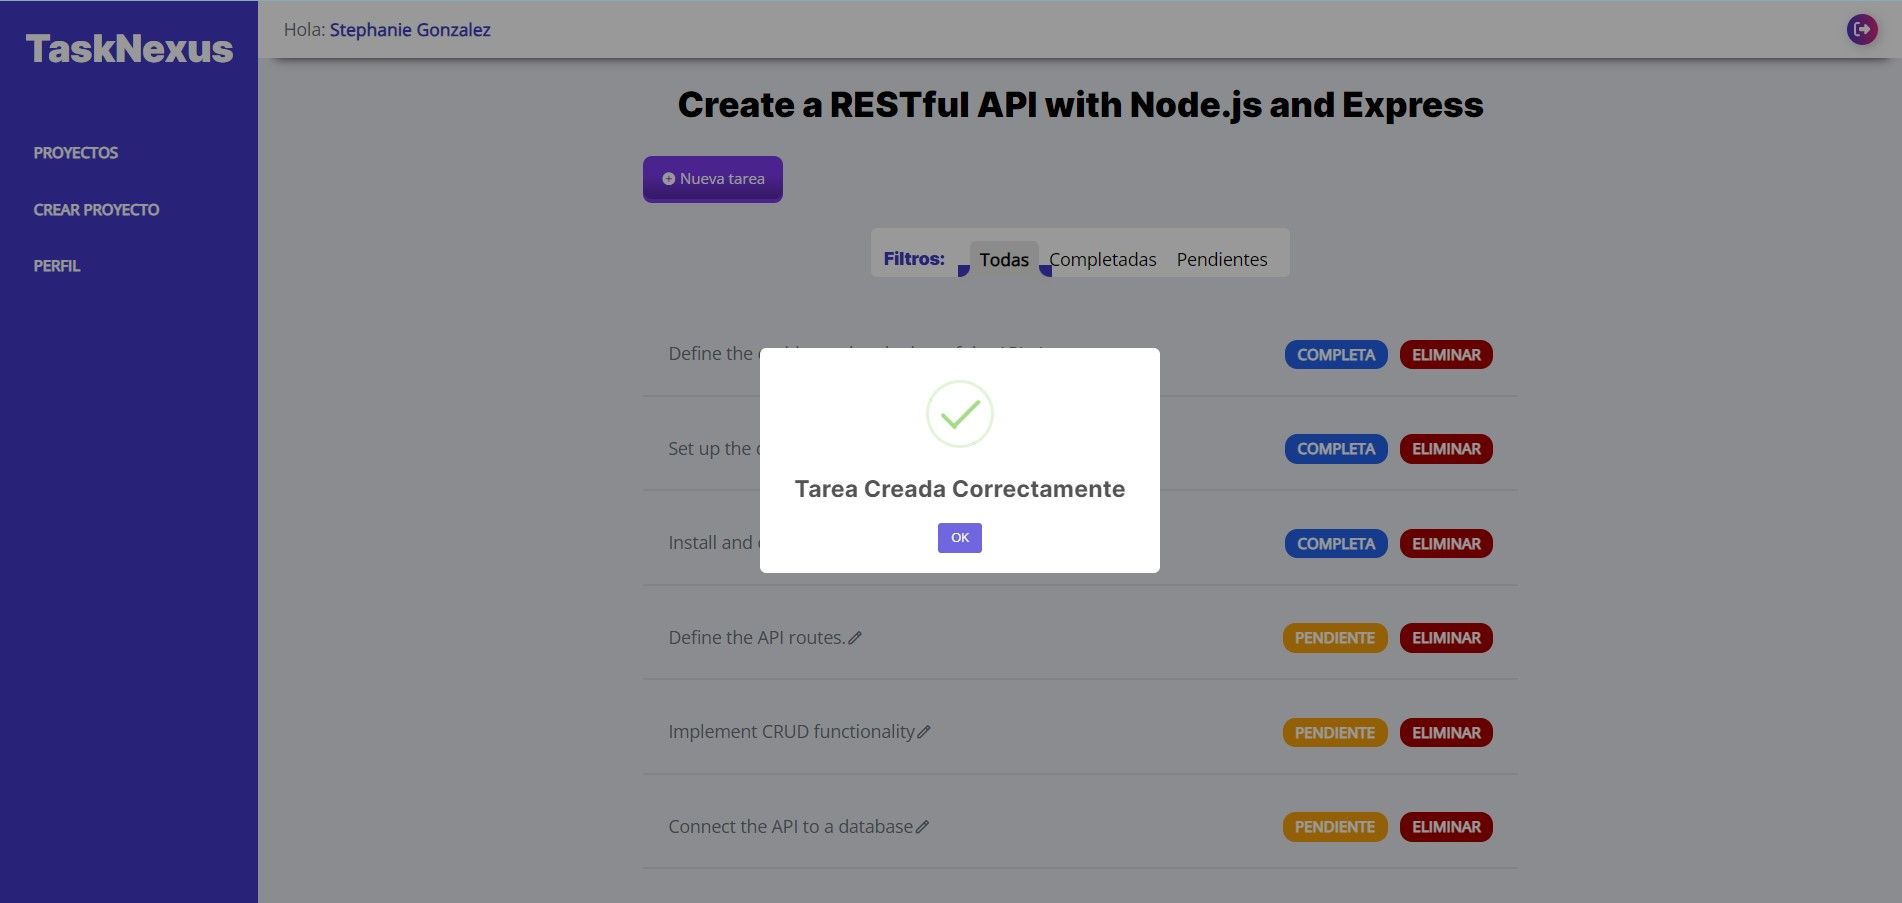 TaskNexus
Hola: Stephanie Gonzalez
PROYECTOS
CREAR PROYECTO
PERFIL
Create a RESTful API with Node.js and Express
Nueva tarea
Filtros: Todas Completadas Pendientes
Define the COMPLETA ELIMINAR
Set up the COMPLETA ELIMINAR
Install and COMPLETA ELIMINAR
Tarea Creada Correctamente
OK
Define the API routes. PENDIENTE ELIMINAR
Implement CRUD functionality PENDIENTE ELIMINAR
Connect the API to a database PENDIENTE ELIMINAR